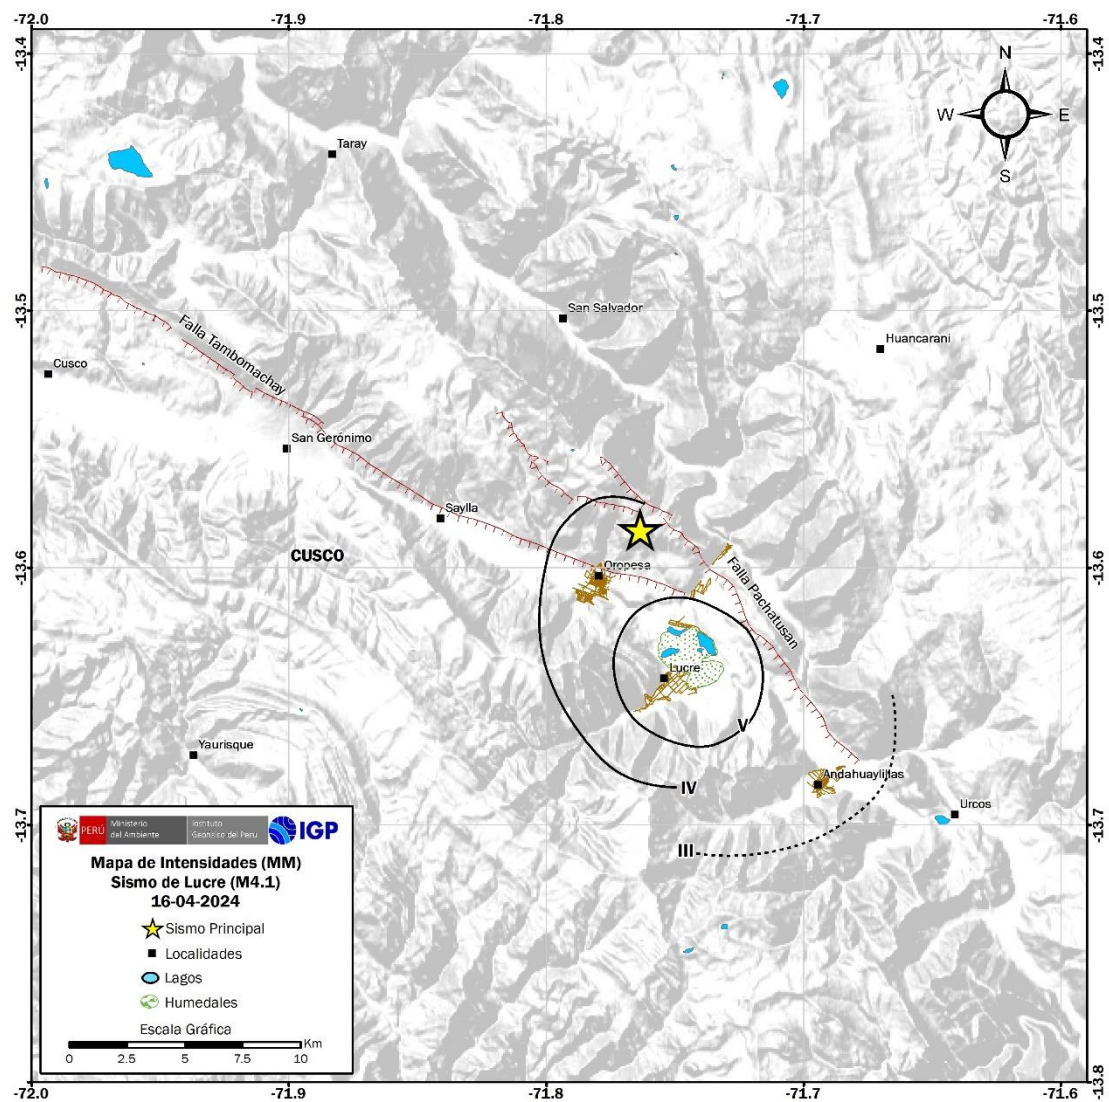 -72.0
-71.9
-71.8
-71.7
-71.6
-13.4
-13.4
N
W
E
S
Taray
San Salvador
-13.5
-13.5
Huancarani
Falla Tambomachay
Cusco
San Gerónimo
Saylla
CUSCO
-13.6
-13.6
Oropesa
Falla Pachatusan
Lucre
V
Yaurisque
IV
Andahuaylillas
Urcos
-13.7
-13.7
III
PERÚ
Ministerio
del Ambiente
Instituto
Geofísico del Perú
IGP
Mapa de Intensidades (MM)
Sismo de Lucre (M4.1)
16-04-2024
Sismo Principal
Localidades
Lagos
Humedales
Escala Gráfica
Km
0 2.5 5 7.5 10
-13.8
-13.8
-72.0
-71.9
-71.8
-71.7
-71.6